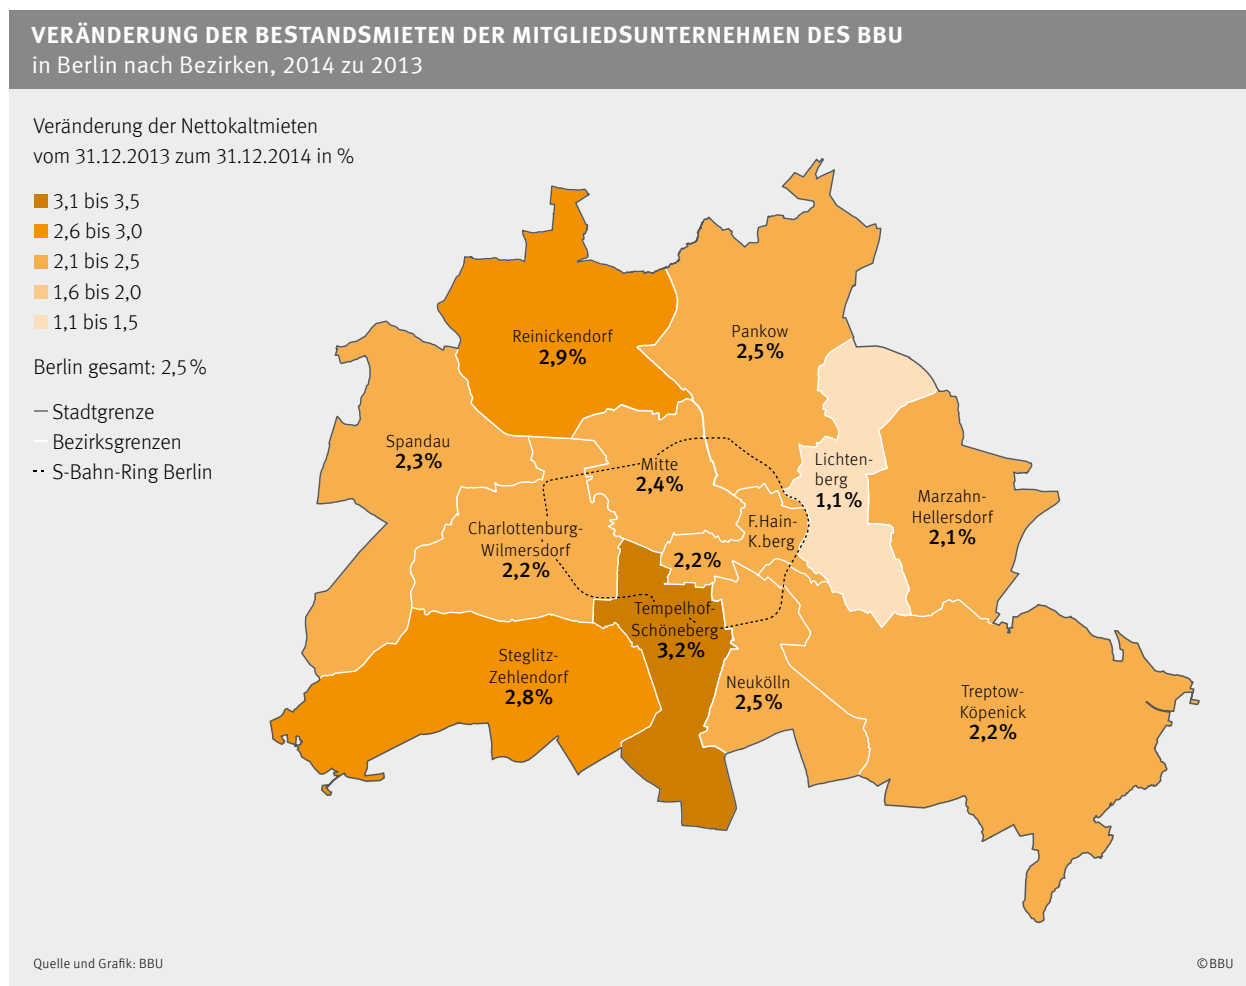 VERÄNDERUNG DER BESTANDSMIETEN DER MITGLIEDSUNTERNEHMEN DES BBU
in Berlin nach Bezirken, 2014 zu 2013
Veränderung der Nettokaltmieten
vom 31.12.2013 zum 31.12.2014 in %
3,1 bis 3,5
2,6 bis 3,0
2,1 bis 2,5
1,6 bis 2,0
1,1 bis 1,5
Berlin gesamt: 2,5 %
Stadtgrenze
Bezirksgrenzen
S-Bahn-Ring Berlin
Reinickendorf
2,9%
Pankow
2,5%
Spandau
2,3%
Mitte
2,4%
Lichten-
berg
1,1%
Marzahn-
Hellersdorf
2,1%
Charlottenburg-
Wilmersdorf
2,2%
F.Hain-
K.berg
2,2%
Tempelhof-
Schöneberg
3,2%
Steglitz-
Zehlendorf
2,8%
Neukölln
2,5%
Treptow-
Köpenick
2,2%
Quelle und Grafik: BBU
©BBU